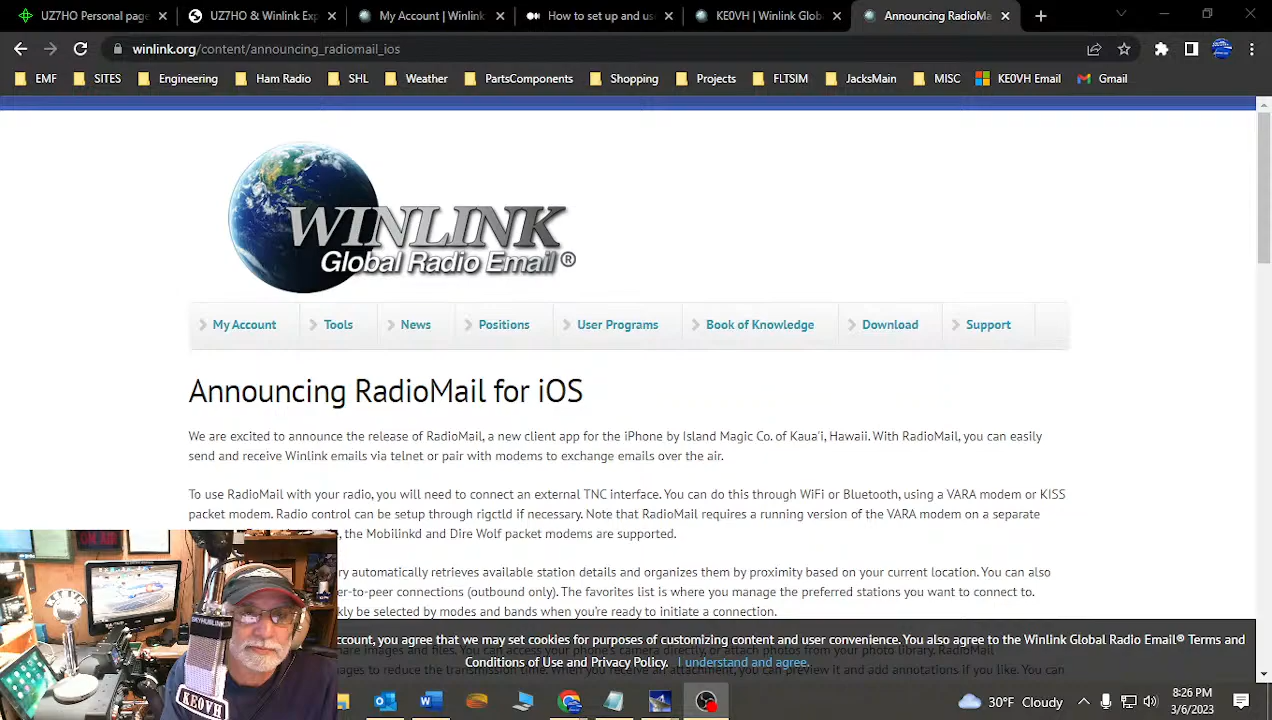 UZ7HO Personal page
UZ7HO & Winlink Exp
My Account | Winlink
How to set up and us
KE0VH | Winlink Glob
Announcing RadioMa
winlink.org/content/announcing_radiomail_ios
EMF
SITES
Engineering
Ham Radio
SHL
Weather
PartsComponents
Shopping
Projects
FLTSIM
JacksMain
MISC
KE0VH Email
Gmail
WINLINK
Global Radio Email ®
My Account
Tools
News
Positions
User Programs
Book of Knowledge
Download
Support
Announcing RadioMail for iOS
We are excited to announce the release of RadioMail, a new client app for the iPhone by Island Magic Co. of Kaua'i, Hawaii. With RadioMail, you can easily
send and receive Winlink emails via telnet or pair with modems to exchange emails over the air.
To use RadioMail with your radio, you will need to connect an external TNC interface. You can do this through WiFi or Bluetooth, using a VARA modem or KISS
packet modem. Radio control can be setup through rigctld if necessary. Note that RadioMail requires a running version of the VARA modem on a separate
, the Mobilinkd and Dire Wolf packet modems are supported.
ry automatically retrieves available station details and organizes them by proximity based on your current location. You can also
er-to-peer connections (outbound only). The favorites list is where you manage the preferred stations you want to connect to.
kly be selected by modes and bands when you're ready to initiate a connection.
ccount, you agree that we may set cookies for purposes of customizing content and user convenience. You also agree to the Winlink Global Radio Email® Terms and
Conditions of Use and Privacy Policy. I understand and agree.
ON AIR
SKYHUBLINK
KE0VH
30°F Cloudy
8:26 PM
3/6/2023